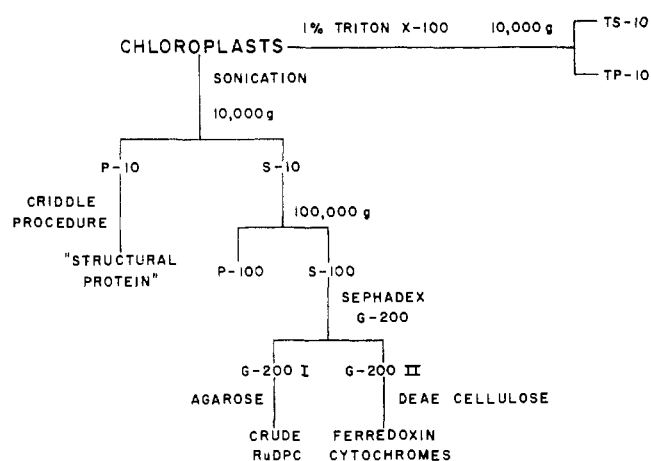 1% TRITON X-100 10,000 g TS-10
CHLOROPLASTS
TP-10
SONICATION
10,000 g
P-10 S-10
CRIDDLE
PROCEDURE
100,000 g
"STRUCTURAL
PROTEIN"
P-100 S-100
SEPHADEX
G-200
G-200 I G-200 II
AGAROSE DEAE CELLULOSE
CRUDE FERREDOXIN
RuDPC CYTOCHROMES